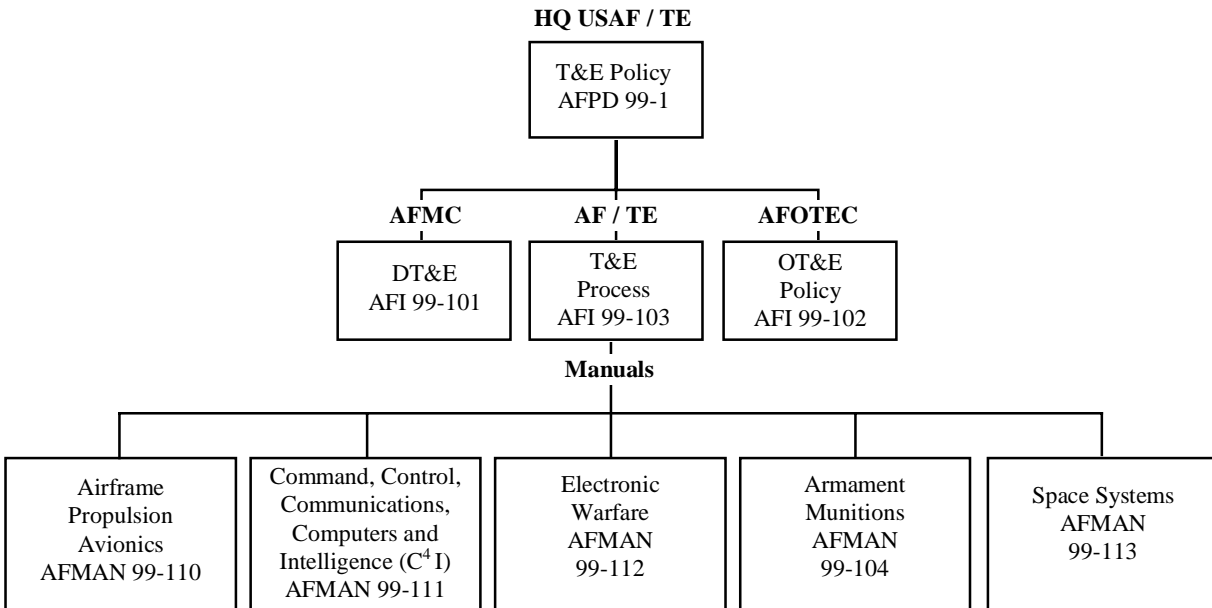 HQ USAF / TE
T&E Policy
AFPD 99-1
AFMC
AF / TE
AFOTEC
DT&E
AFI 99-101
T&E
Process
AFI 99-103
OT&E
Policy
AFI 99-102
Manuals
Airframe
Propulsion
Avionics
AFMAN 99-110
Command, Control,
Communications,
Computers and
Intelligence (C⁴ I)
AFMAN 99-111
Electronic
Warfare
AFMAN
99-112
Armament
Munitions
AFMAN
99-104
Space Systems
AFMAN
99-113